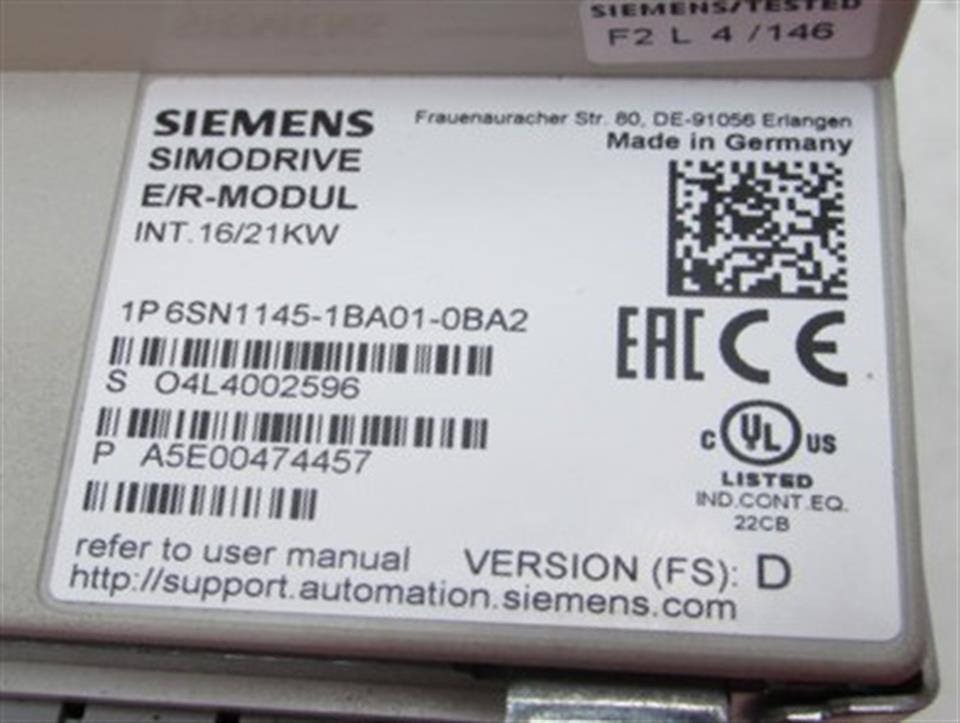 SIEMENS/TESTED
F2 L 4 /146
SIEMENS
Frauenauracher Str. 80, DE-91056 Erlangen
Made in Germany
SIMODRIVE
E/R-MODUL
INT.16/21KW
1P 6SN1145-1BA01-0BA2
EAC CE
S O4L4002596
P A5E00474457
C UL US
LISTED
IND.CONT.EQ.
22CB
refer to user manual
VERSION (FS): D
http://support.automation.siemens.com